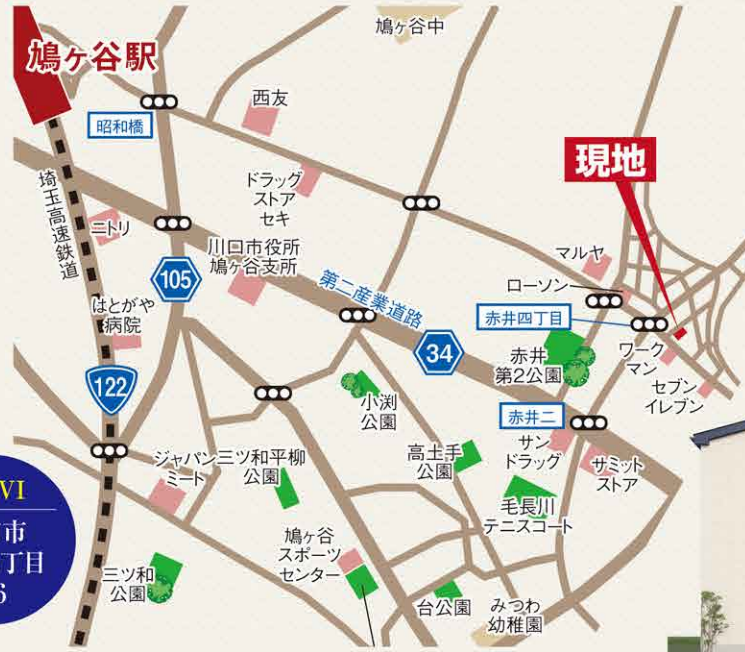 鳩ヶ谷中
鳩ヶ谷駅
昭和橋
西友
現地
埼玉高速鉄道
ドラッグ
ストア
セキ
ニトリ
川口市役所
鳩ヶ谷支所
マルヤ
105
第二産業道路
ローソン
赤井四丁目
はとがや
病院
34
赤井
第2公園
ワーク
マン
セブン
イレブン
122
小渕
公園
赤井二
ジャパン
ミート
三ツ和平柳
公園
高土手
公園
サン
ドラッグ
サミット
ストア
VI
市
丁目
6
毛長川
テニスコート
鳩ヶ谷
スポーツ
センター
三ツ和
公園
台公園
みつわ
幼稚園